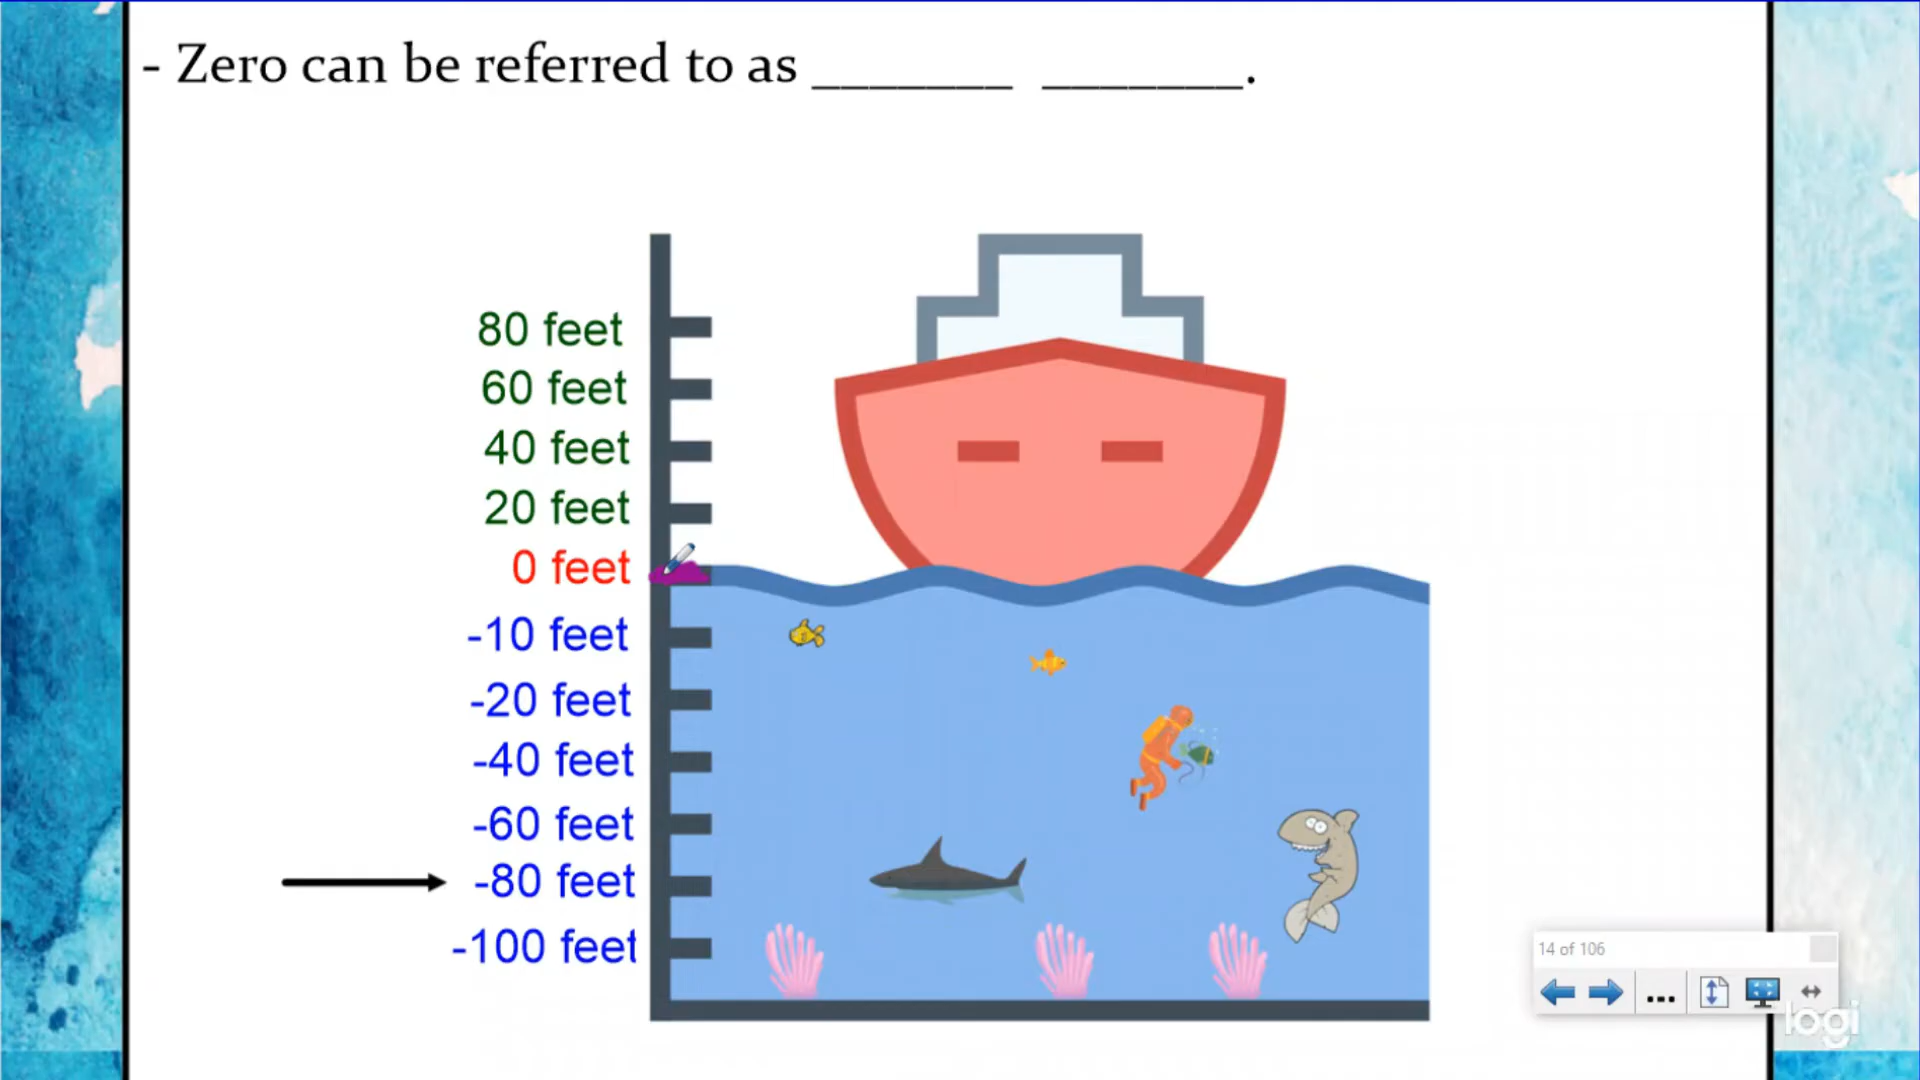 - Zero can be referred to as _______ _______.
80 feet
60 feet
40 feet
20 feet
0 feet
-10 feet
-20 feet
-40 feet
-60 feet
-80 feet
-100 feet
14 of 106
...
logi